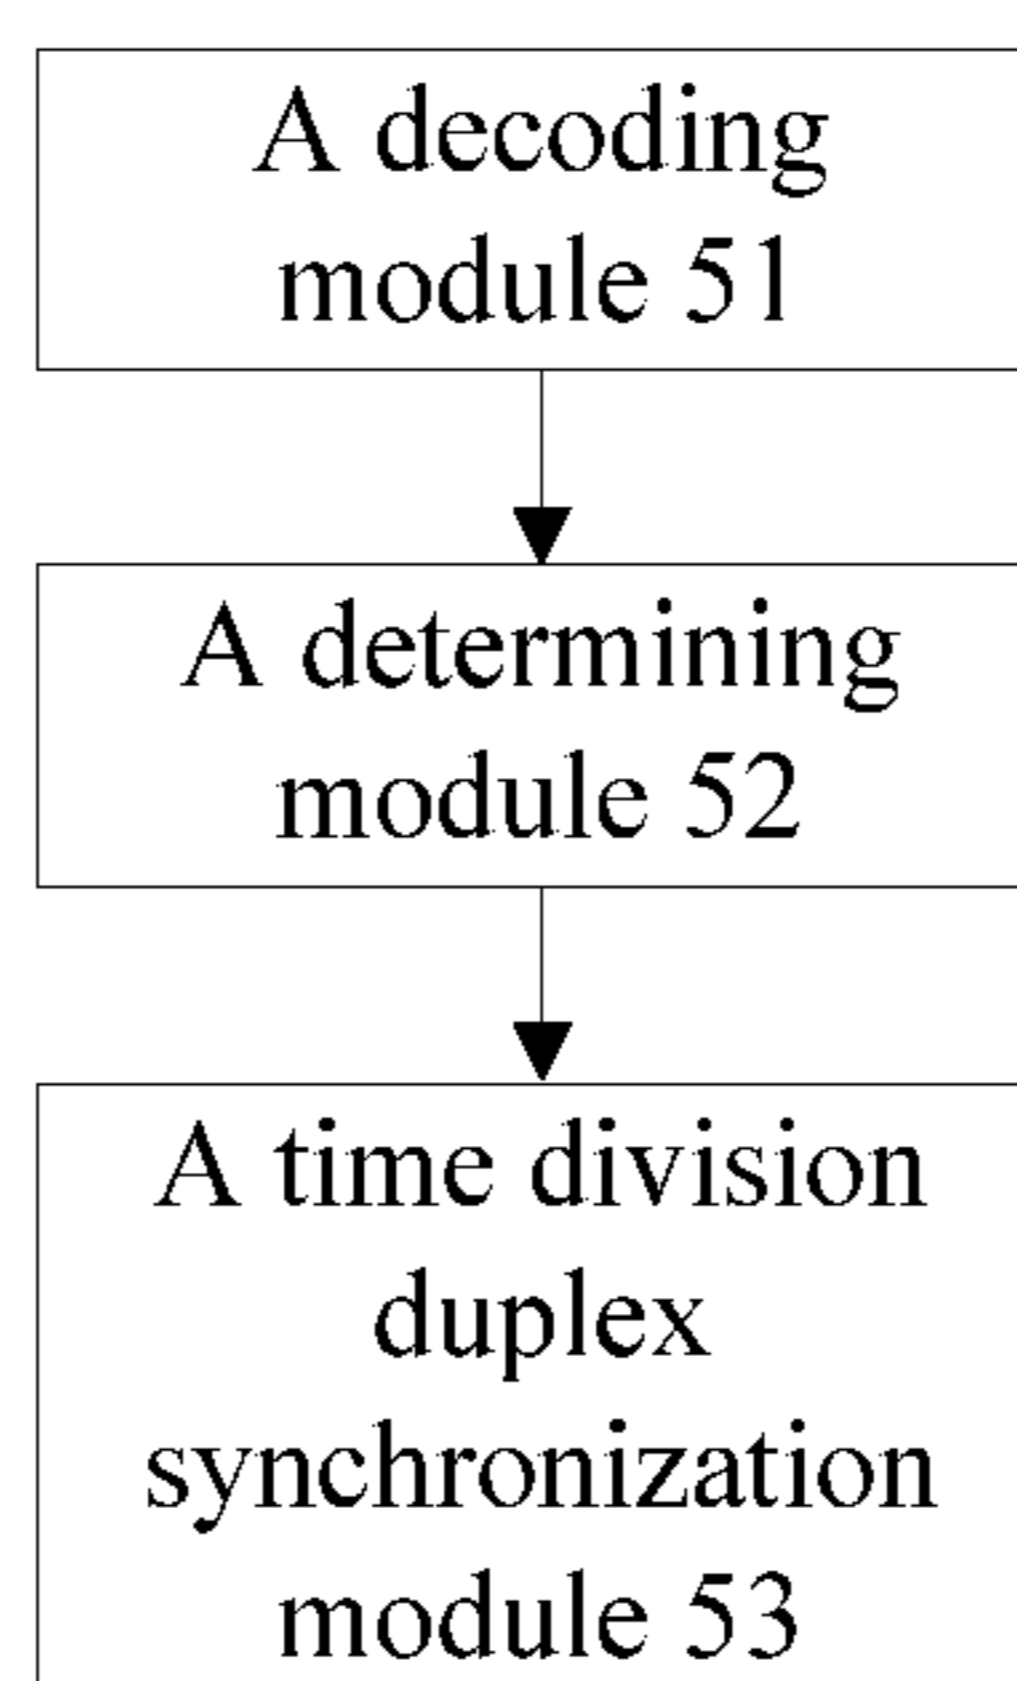 A decoding
module 51
A determining
module 52
A time division
duplex
synchronization
module 53